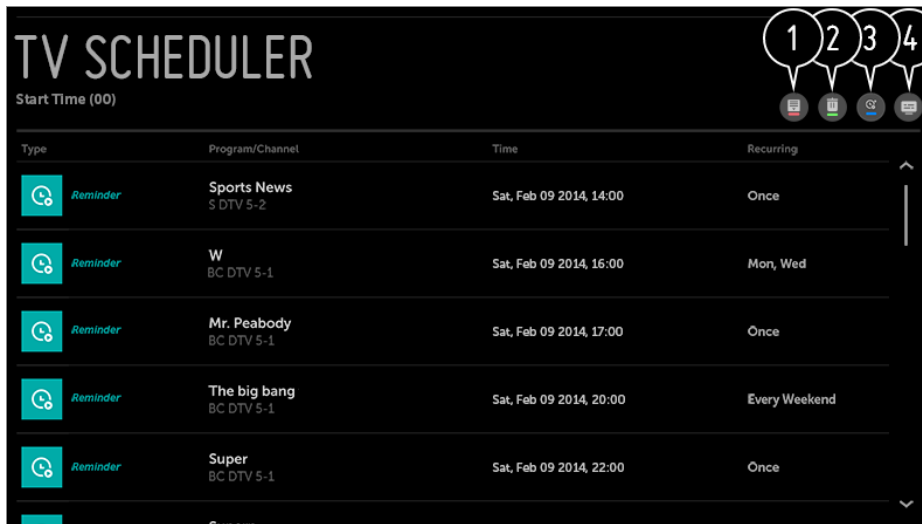 TV SCHEDULER
1 2 3 4
Start Time (00)
Type Program/Channel Time Recurring
Reminder Sports News Sat, Feb 09 2014, 14:00 Once
S DTV 5-2
Reminder W Sat, Feb 09 2014, 16:00 Mon, Wed
BC DTV 5-1
Reminder Mr. Peabody Sat, Feb 09 2014, 17:00 Once
BC DTV 5-1
Reminder The big bang Sat, Feb 09 2014, 20:00 Every Weekend
BC DTV 5-1
Reminder Super Sat, Feb 09 2014, 22:00 Once
BC DTV 5-1